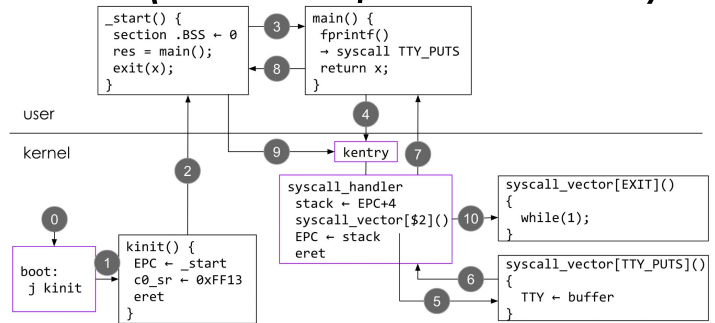 _start() {
section .BSS ← 0
res = main();
exit(x);
}
3
8
main() {
fprintf()
→ syscall TTY_PUTS
return x;
}
user
4
kernel
2
9
kentry
7
syscall_handler
stack ← EPC+4
syscall_vector[$2]()
EPC ← stack
eret
10
syscall_vector[EXIT]()
{
while(1);
}
0
boot:
j kinit
1
kinit() {
EPC ← _start
c0_sr ← 0xFF13
eret
}
6
5
syscall_vector[TTY_PUTS]()
{
TTY ← buffer
}